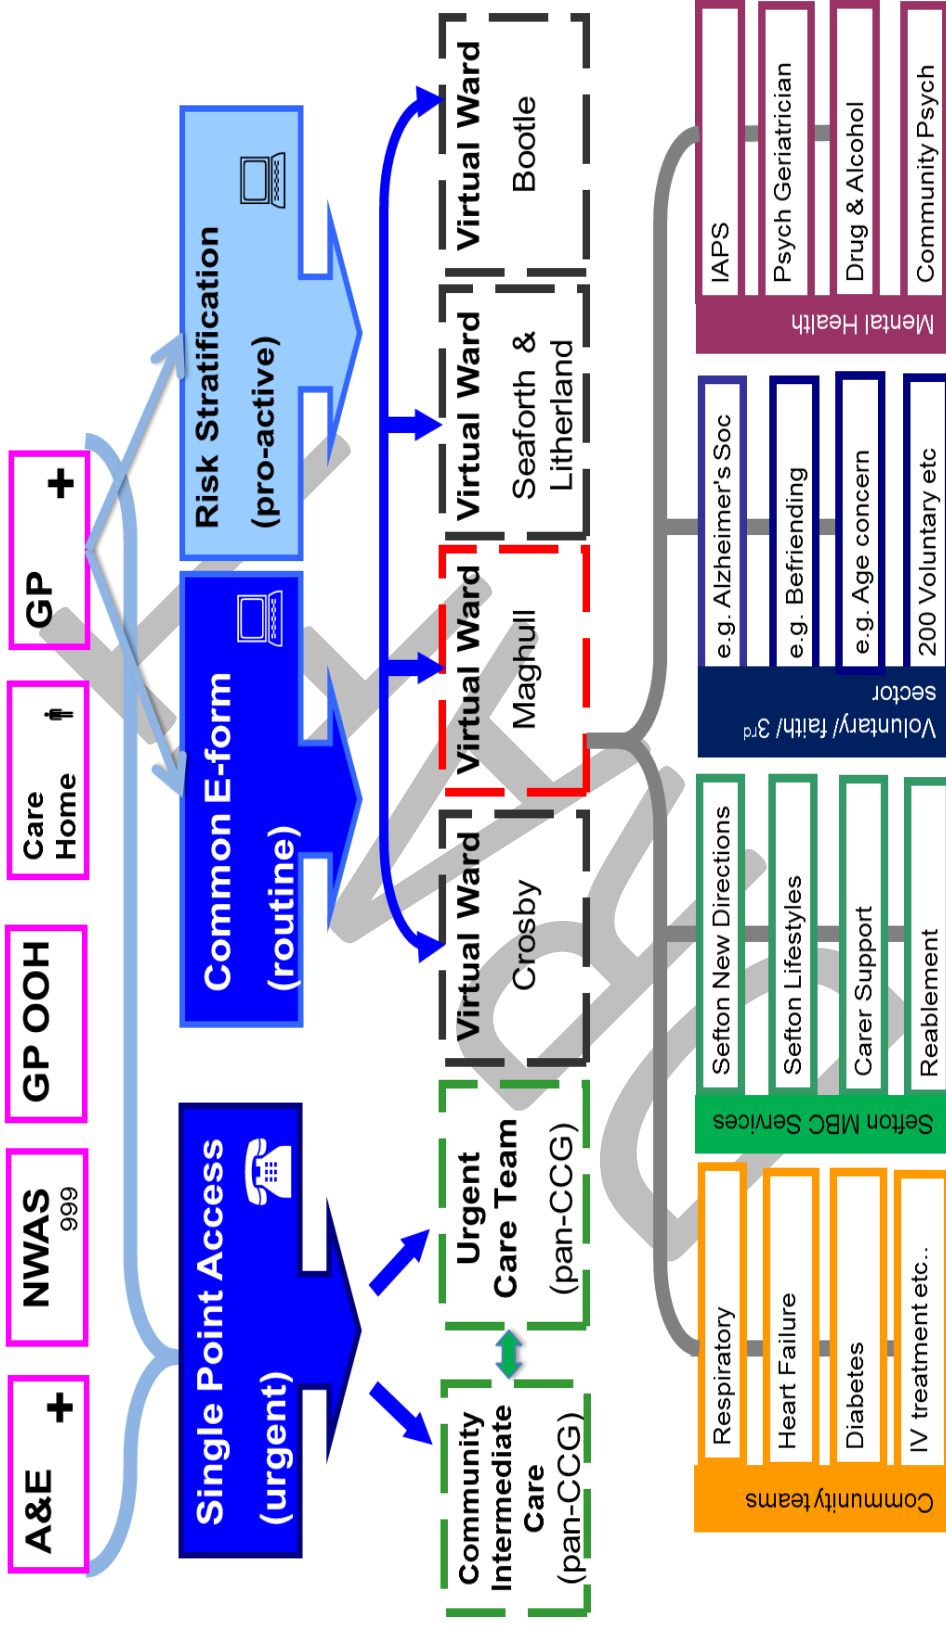 A&E
NWAS
999
GP OOH
Care
Home
GP
Single Point Access
(urgent)
Common E-form
(routine)
Risk Stratification
(pro-active)
Community
Intermediate
Care
(pan-CCG)
Urgent
Care Team
(pan-CCG)
Virtual Ward
Crosby
Virtual Ward
Maghull
Virtual Ward
Seaforth &
Litherland
Virtual Ward
Bootle
Community teams
Respiratory
Heart Failure
Diabetes
IV treatment etc..
Sefton MBC Services
Sefton New Directions
Sefton Lifestyles
Carer Support
Reablement
Voluntary/ faith/ 3rd
sector
e.g. Alzheimer's Soc
e.g. Befriending
e.g. Age concern
200 Voluntary etc
Mental Health
IAPS
Psych Geriatrician
Drug & Alcohol
Community Psych
DRAFT